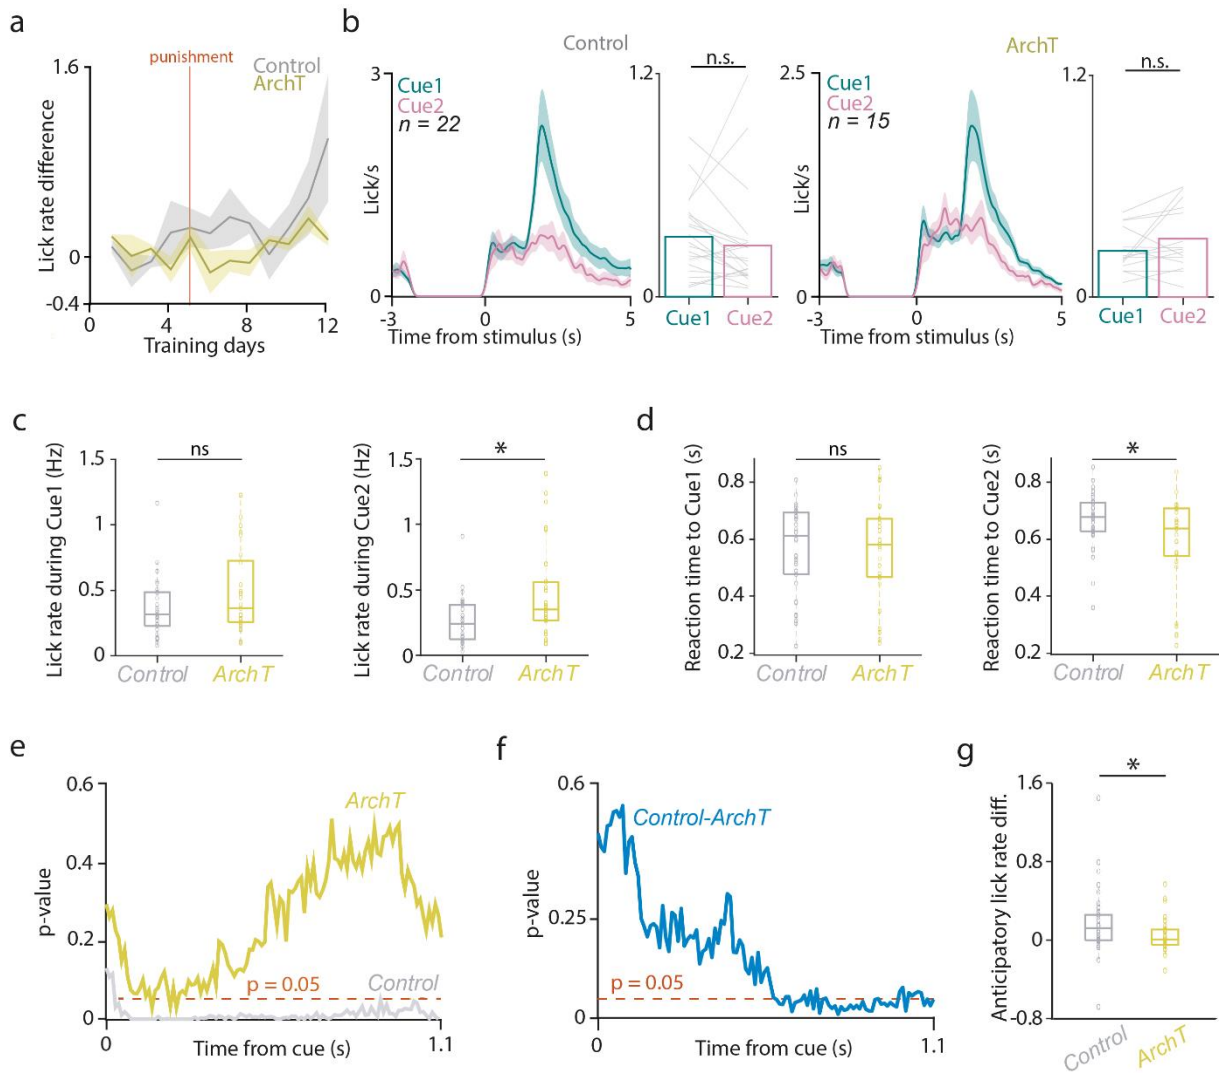 a
punishment
Control
ArchT
1.6
0
-0.4
Lick rate difference
0
4
8
12
Training days
b
Control
Cue1
Cue2
n = 22
3
0
Lick/s
-3
0
5
Time from stimulus (s)
n.s.
1.2
0
Cue1
Cue2
ArchT
Cue1
Cue2
n = 15
2.5
0
Lick/s
-3
0
5
Time from stimulus (s)
n.s.
1.2
0
Cue1
Cue2
c
ns
1.5
1
0.5
0
Lick rate during Cue1 (Hz)
Control
ArchT
*
1.5
1
0.5
0
Lick rate during Cue2 (Hz)
Control
ArchT
d
ns
0.8
0.6
0.4
0.2
Reaction time to Cue1 (s)
Control
ArchT
*
0.8
0.6
0.4
0.2
Reaction time to Cue2 (s)
Control
ArchT
e
0.6
0.4
0.2
0
p-value
ArchT
p = 0.05
Control
0
1.1
Time from cue (s)
f
0.6
0.25
0
p-value
Control-ArchT
p = 0.05
0
1.1
Time from cue (s)
g
*
1.6
0.8
0
-0.8
Anticipatory lick rate diff.
Control
ArchT